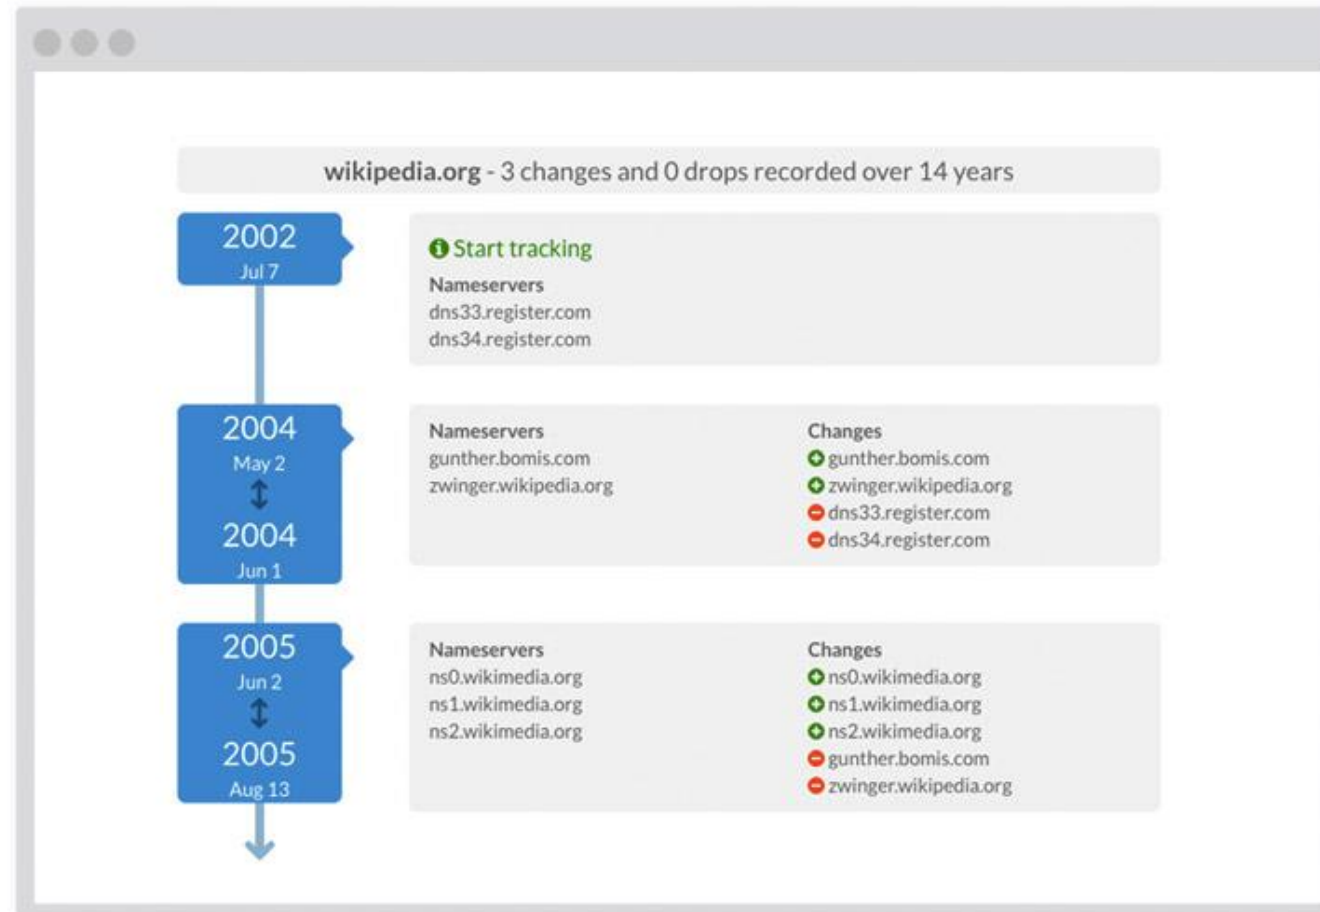 wikipedia.org - 3 changes and 0 drops recorded over 14 years
2002
Jul 7
Start tracking
Nameservers
dns33.register.com
dns34.register.com
2004
May 2
2004
Jun 1
Nameservers
gunther.bomis.com
zwinger.wikipedia.org
Changes
gunther.bomis.com
zwinger.wikipedia.org
dns33.register.com
dns34.register.com
2005
Jun 2
2005
Aug 13
Nameservers
ns0.wikimedia.org
ns1.wikimedia.org
ns2.wikimedia.org
Changes
ns0.wikimedia.org
ns1.wikimedia.org
ns2.wikimedia.org
gunther.bomis.com
zwinger.wikipedia.org